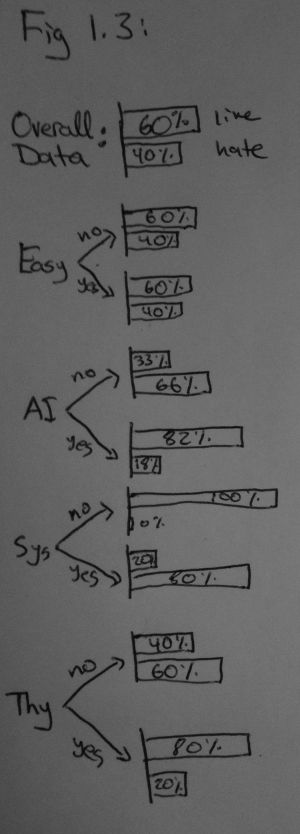 Fig 1.3:
Overall: 60% like
Data 40% hate
no 60%
Easy 40%
yes 60%
40%
no 33%
66%
AI
yes 82%
18%
no 100%
0%
Sys
yes 20%
80%
no 40%
60%
Thy
yes 80%
20%